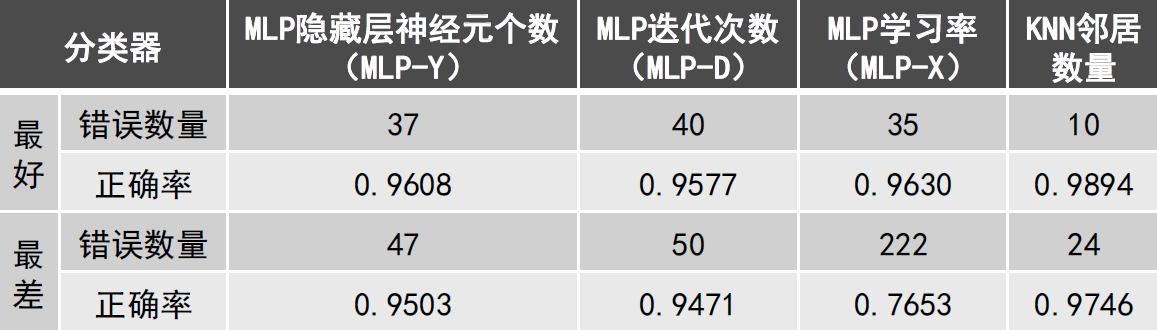 分类器 MLP隐藏层神经元个数 MLP迭代次数 MLP学习率 KNN邻居
（MLP-Y） （MLP-D） （MLP-X） 数量
最好 错误数量 37 40 35 10
正确率 0.9608 0.9577 0.9630 0.9894
最差 错误数量 47 50 222 24
正确率 0.9503 0.9471 0.7653 0.9746